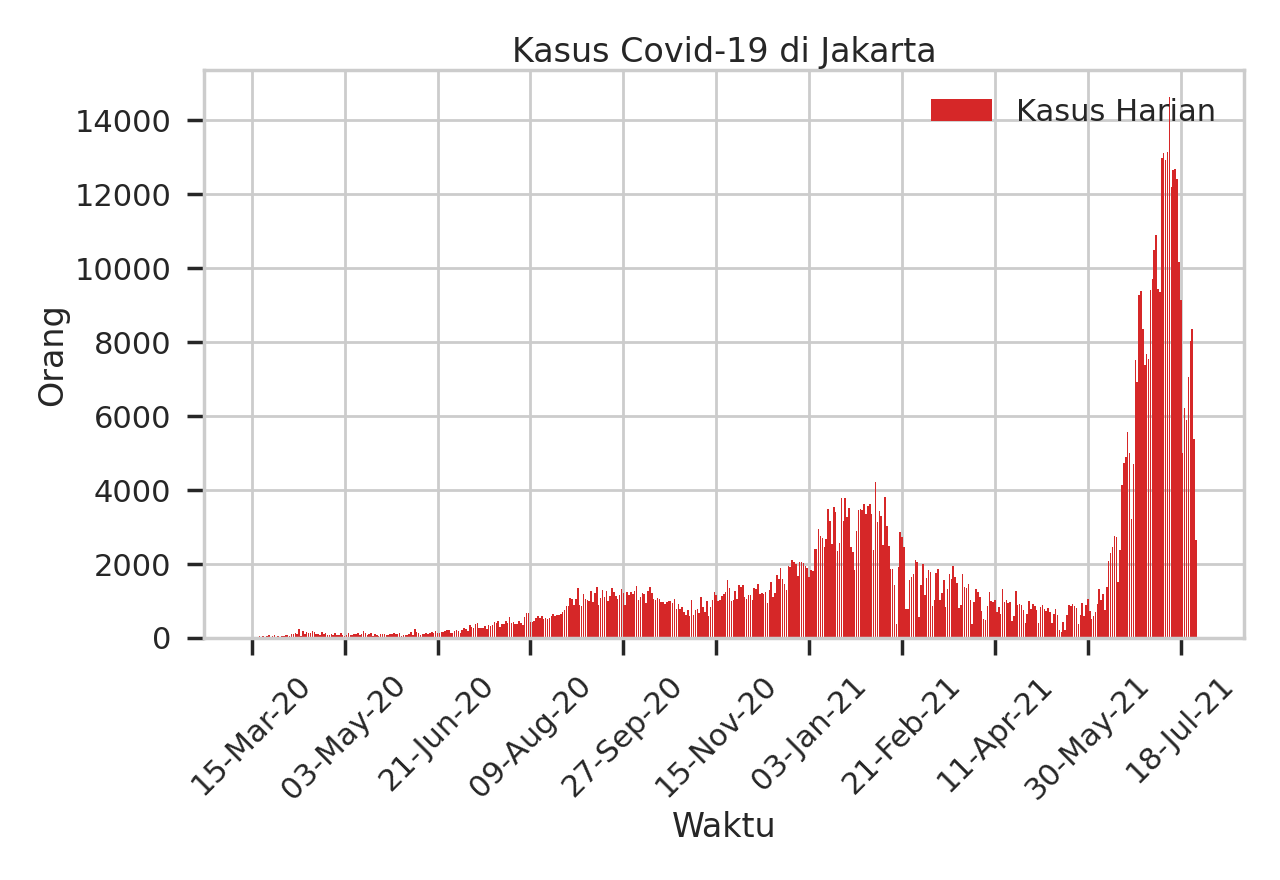 Kasus Covid-19 di Jakarta
Kasus Harian
Orang
14000
12000
10000
8000
6000
4000
2000
0
15-Mar-20
03-May-20
21-Jun-20
09-Aug-20
27-Sep-20
15-Nov-20
03-Jan-21
21-Feb-21
11-Apr-21
30-May-21
18-Jul-21
Waktu